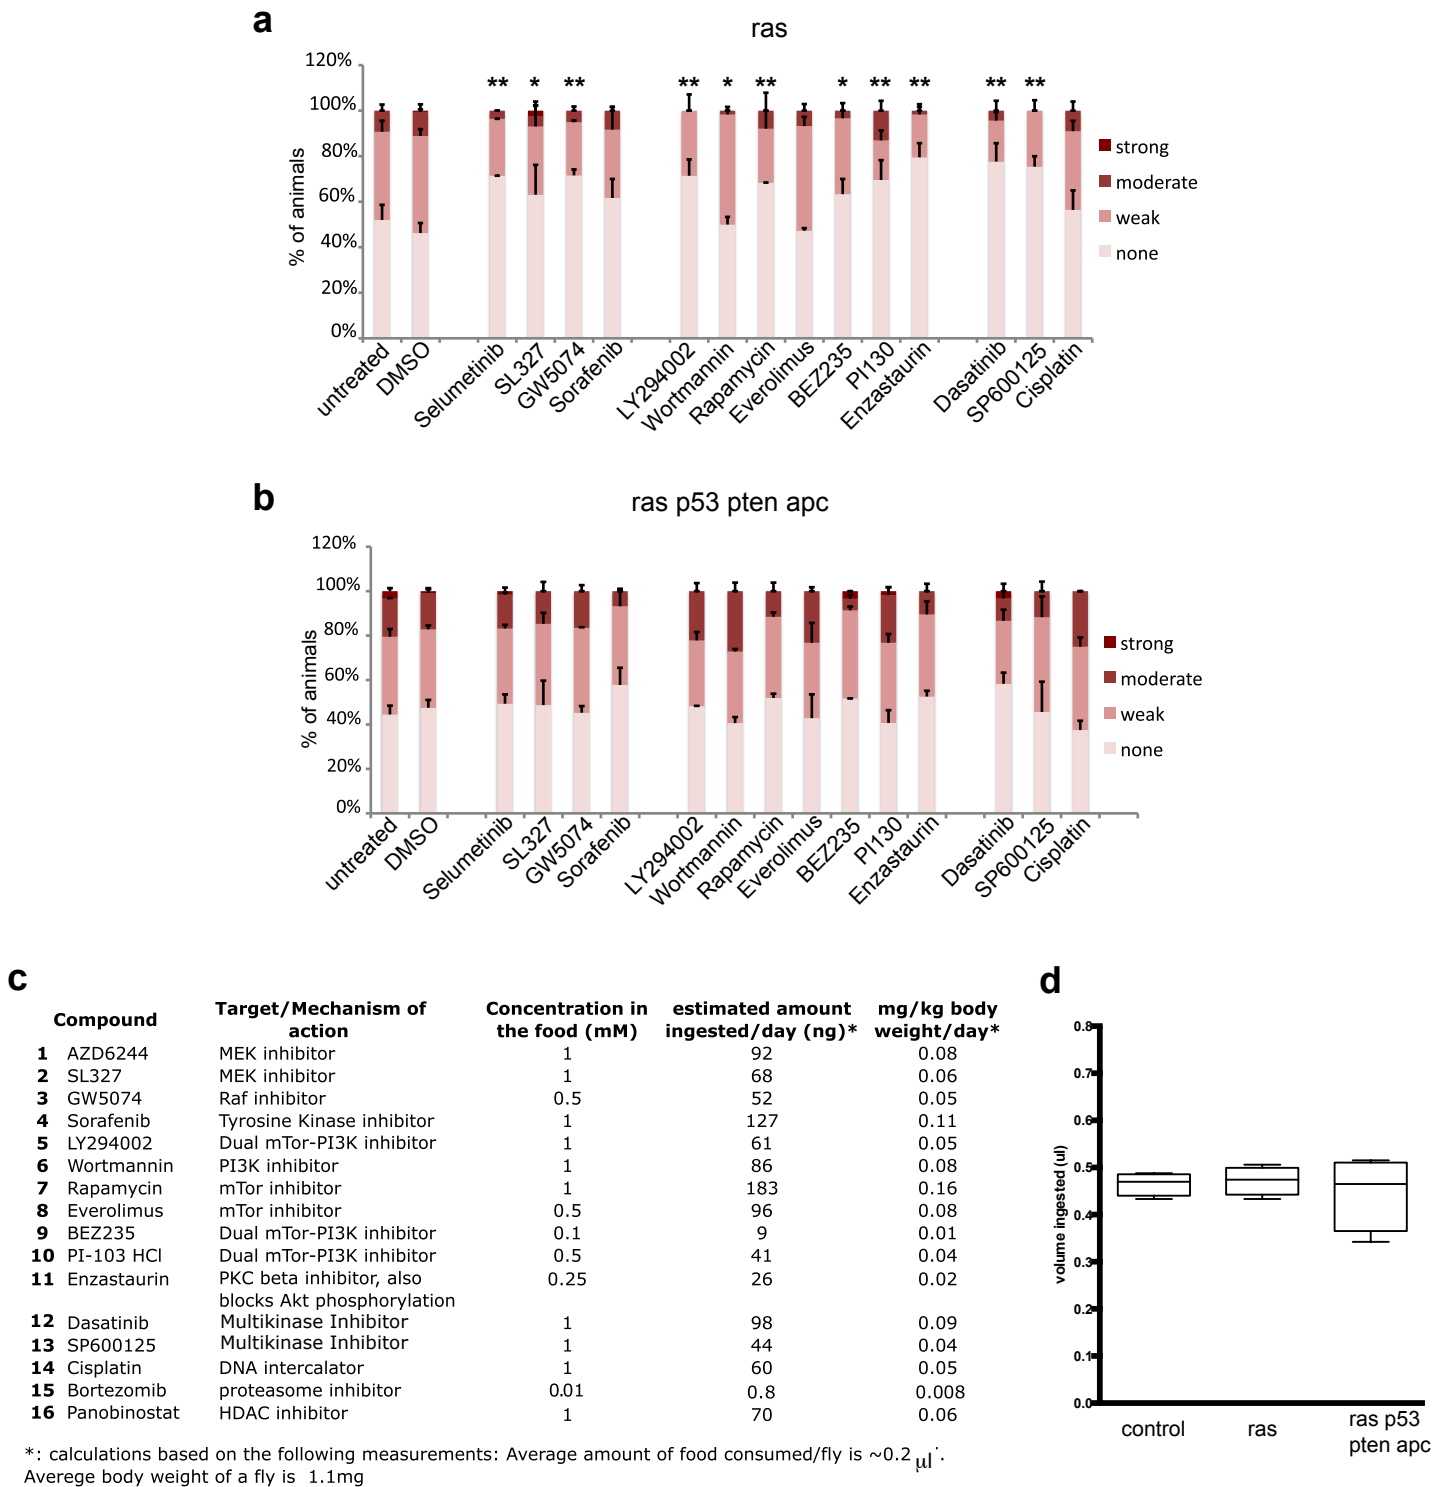 a
ras
120%
100%
80%
60%
40%
20%
0%
% of animals
** * ** ** * ** * ** ** ** **
strong
moderate
weak
none
untreated
DMSO
Selumetinib
SL327
GW5074
Sorafenib
LY294002
Wortmannin
Rapamycin
Everolimus
BEZ235
PI130
Enzastaurin
Dasatinib
SP600125
Cisplatin
b
ras p53 pten apc
120%
100%
80%
60%
40%
20%
0%
% of animals
strong
moderate
weak
none
untreated
DMSO
Selumetinib
SL327
GW5074
Sorafenib
LY294002
Wortmannin
Rapamycin
Everolimus
BEZ235
PI130
Enzastaurin
Dasatinib
SP600125
Cisplatin
c
Compound Target/Mechanism of action Concentration in the food (mM) estimated amount ingested/day (ng)* mg/kg body weight/day*
1 AZD6244 MEK inhibitor 1 92 0.08
2 SL327 MEK inhibitor 1 68 0.06
3 GW5074 Raf inhibitor 0.5 52 0.05
4 Sorafenib Tyrosine Kinase inhibitor 1 127 0.11
5 LY294002 Dual mTor-PI3K inhibitor 1 61 0.05
6 Wortmannin PI3K inhibitor 1 86 0.08
7 Rapamycin mTor inhibitor 1 183 0.16
8 Everolimus mTor inhibitor 0.5 96 0.08
9 BEZ235 Dual mTor-PI3K inhibitor 0.1 9 0.01
10 PI-103 HCl Dual mTor-PI3K inhibitor 0.5 41 0.04
11 Enzastaurin PKC beta inhibitor, also 0.25 26 0.02
blocks Akt phosphorylation
12 Dasatinib Multikinase Inhibitor 1 98 0.09
13 SP600125 Multikinase Inhibitor 1 44 0.04
14 Cisplatin DNA intercalator 1 60 0.05
15 Bortezomib proteasome inhibitor 0.01 0.8 0.008
16 Panobinostat HDAC inhibitor 1 70 0.06
*: calculations based on the following measurements: Average amount of food consumed/fly is ~0.2 µl .
Averege body weight of a fly is 1.1mg
d
0.8
0.7
0.6
0.5
0.4
0.3
0.2
0.1
0.0
volume ingested (ul)
control
ras
ras p53
pten apc